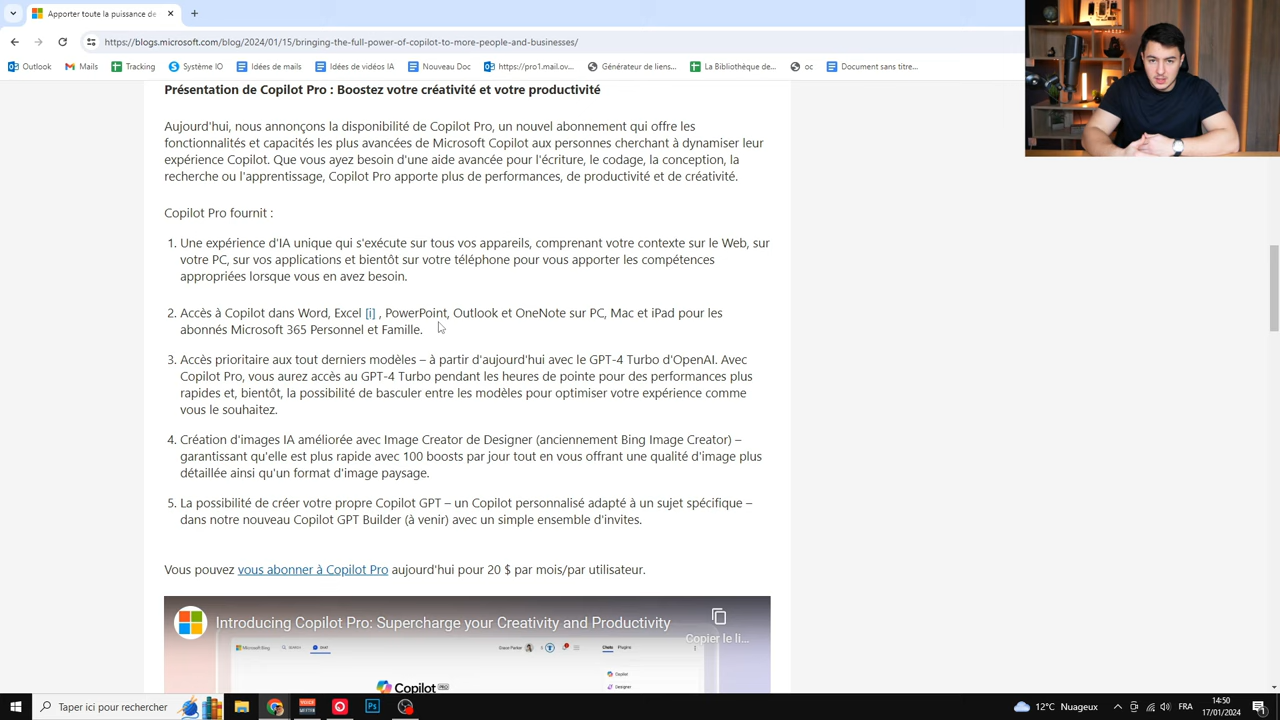 Apporter toute la puissance de
https://blogs.microsoft.com/blog/2024/01/15/bringing-the-full-power-of-copilot-to-more-people-and-businesses/
Outlook
Mails
Tracking
Système IO
Idées de mails
Idées de vidéos IA
Nouveau Doc
https://pro1.mail.ov...
Générateur de liens...
La Bibliothèque de...
oc
Document sans titre...
Présentation de Copilot Pro : Boostez votre créativité et votre productivité
Aujourd'hui, nous annonçons la disponibilité de Copilot Pro, un nouvel abonnement qui offre les
fonctionnalités et capacités les plus avancées de Microsoft Copilot aux personnes cherchant à dynamiser leur
expérience Copilot. Que vous ayez besoin d'une aide avancée pour l'écriture, le codage, la conception, la
recherche ou l'apprentissage, Copilot Pro apporte plus de performances, de productivité et de créativité.
Copilot Pro fournit :
1. Une expérience d'IA unique qui s'exécute sur tous vos appareils, comprenant votre contexte sur le Web, sur
votre PC, sur vos applications et bientôt sur votre téléphone pour vous apporter les compétences
appropriées lorsque vous en avez besoin.
2. Accès à Copilot dans Word, Excel [i] , PowerPoint, Outlook et OneNote sur PC, Mac et iPad pour les
abonnés Microsoft 365 Personnel et Famille.
3. Accès prioritaire aux tout derniers modèles – à partir d'aujourd'hui avec le GPT-4 Turbo d'OpenAI. Avec
Copilot Pro, vous aurez accès au GPT-4 Turbo pendant les heures de pointe pour des performances plus
rapides et, bientôt, la possibilité de basculer entre les modèles pour optimiser votre expérience comme
vous le souhaitez.
4. Création d'images IA améliorée avec Image Creator de Designer (anciennement Bing Image Creator) –
garantissant qu'elle est plus rapide avec 100 boosts par jour tout en vous offrant une qualité d'image plus
détaillée ainsi qu'un format d'image paysage.
5. La possibilité de créer votre propre Copilot GPT – un Copilot personnalisé adapté à un sujet spécifique –
dans notre nouveau Copilot GPT Builder (à venir) avec un simple ensemble d'invites.
Vous pouvez vous abonner à Copilot Pro aujourd'hui pour 20 $ par mois/par utilisateur.
Introducing Copilot Pro: Supercharge your Creativity and Productivity
Copier le li...
Microsoft Bing
SEARCH
CHAT
Grace Parker
Chats
Plugins
Copilot
Designer
Copilot PRO
Taper ici pour rechercher
12°C Nuageux
FRA
14:50
17/01/2024